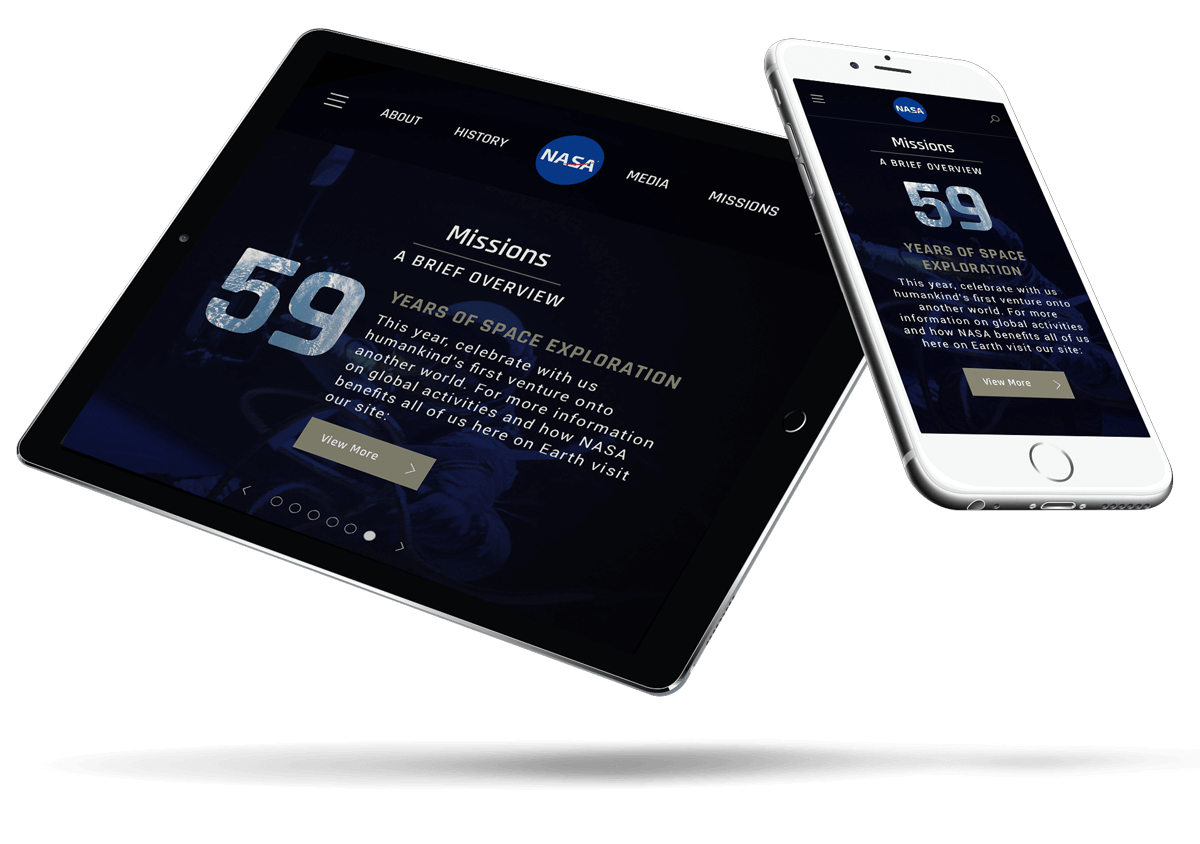 ABOUT
HISTORY
NASA
MEDIA
MISSIONS
Missions
A BRIEF OVERVIEW
59
YEARS OF SPACE EXPLORATION
This year, celebrate with us
humankind's first venture onto
another world. For more information
on global activities and how NASA
benefits all of us here on Earth visit
our site:
View More
NASA
Missions
A BRIEF OVERVIEW
59
YEARS OF SPACE
EXPLORATION
This year, celebrate with us
humankind's first venture onto
another world. For more
information on global activities
and how NASA benefits all of us
here on Earth visit our site:
View More